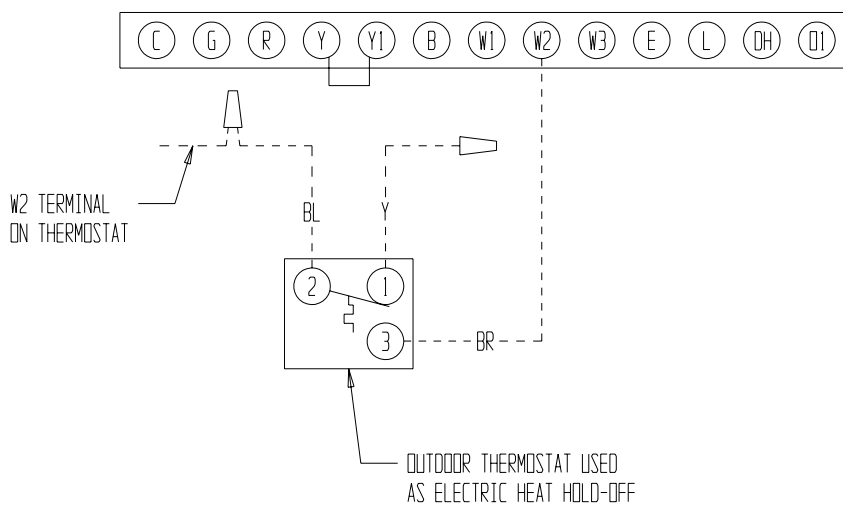 C G R Y Y1 B W1 W2 W3 E L DH O1
W2 TERMINAL
ON THERMOSTAT
BL
Y
2
1
3
BR
OUTDOOR THERMOSTAT USED
AS ELECTRIC HEAT HOLD-OFF